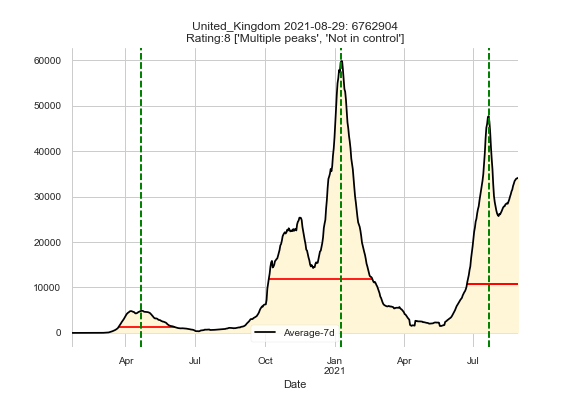 United_Kingdom 2021-08-29: 6762904
Rating:8 ['Multiple peaks', 'Not in control']
60000
50000
40000
30000
20000
10000
0
Average-7d
Apr
Jul
Oct
Jan
2021
Apr
Jul
Date